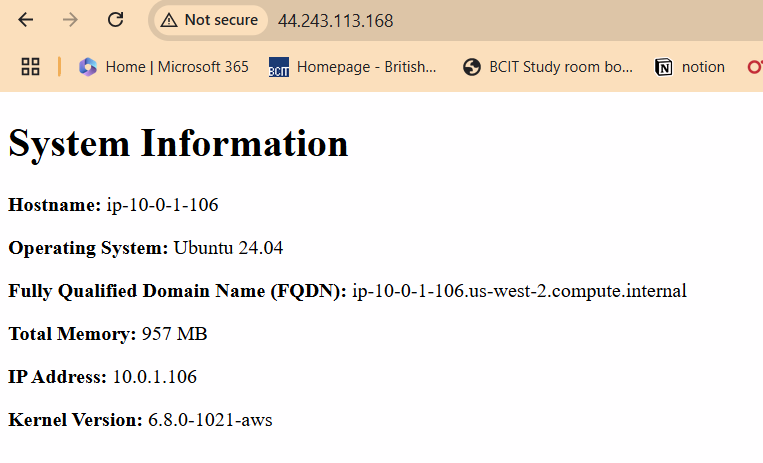 Not secure 44.243.113.168
Home | Microsoft 365 BCIT Homepage - British... BCIT Study room bo... notion
System Information
Hostname: ip-10-0-1-106
Operating System: Ubuntu 24.04
Fully Qualified Domain Name (FQDN): ip-10-0-1-106.us-west-2.compute.internal
Total Memory: 957 MB
IP Address: 10.0.1.106
Kernel Version: 6.8.0-1021-aws